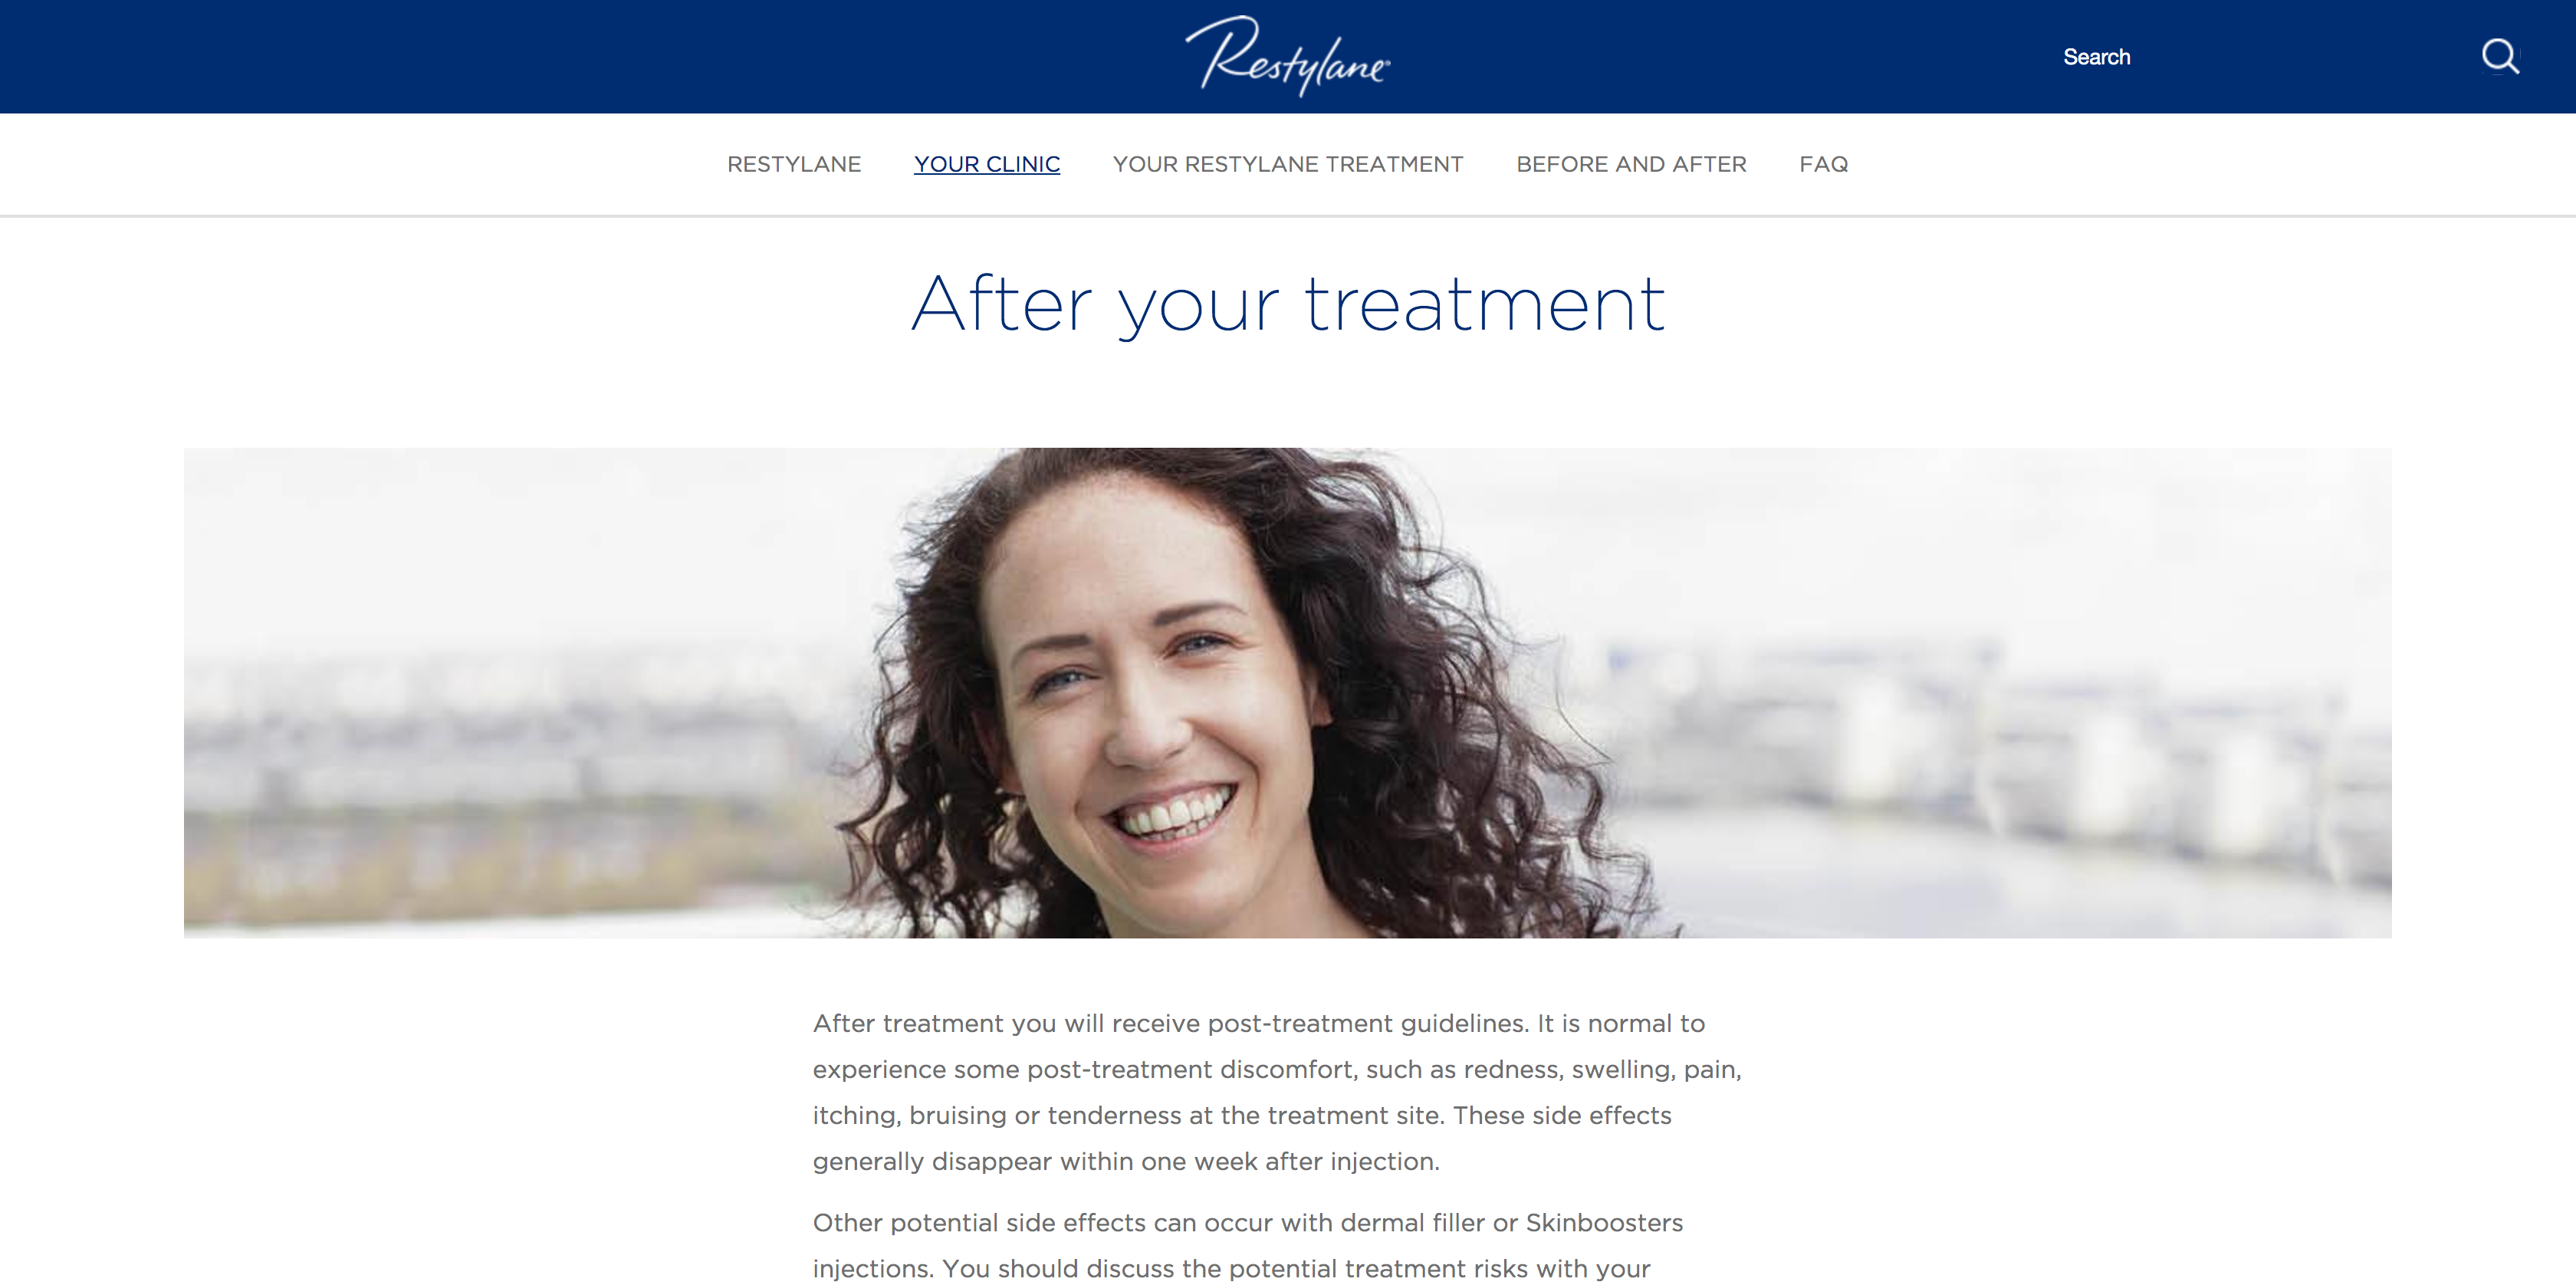 Restylane
Search
RESTYLANE YOUR CLINIC YOUR RESTYLANE TREATMENT BEFORE AND AFTER FAQ
After your treatment
After treatment you will receive post-treatment guidelines. It is normal to
experience some post-treatment discomfort, such as redness, swelling, pain,
itching, bruising or tenderness at the treatment site. These side effects
generally disappear within one week after injection.
Other potential side effects can occur with dermal filler or Skinboosters
injections. You should discuss the potential treatment risks with your